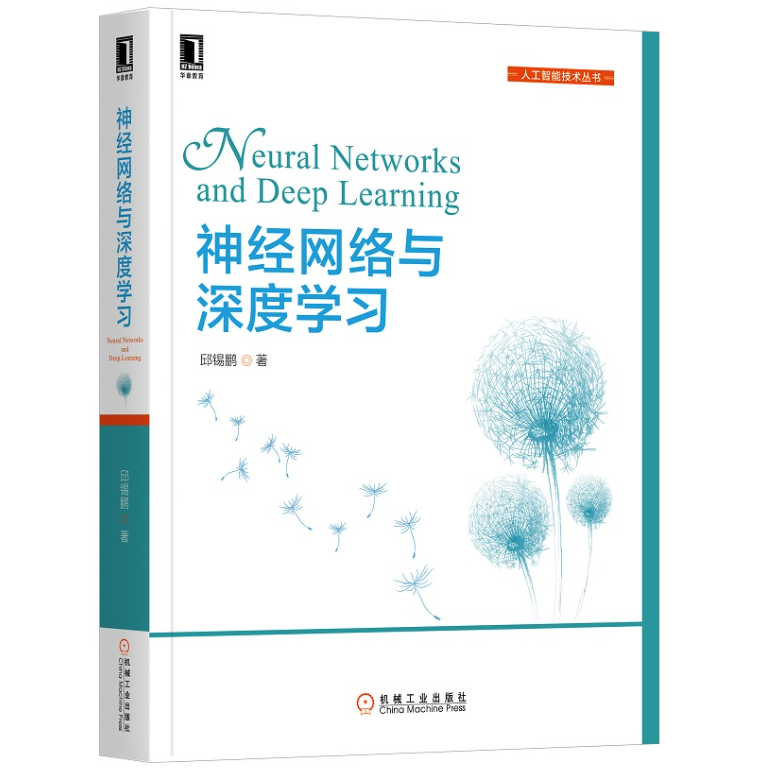 HZ Books
华章教育
神经网络与深度学习
Neural Networks
and
Deep Learning
邱锡鹏 ◎ 著
机械工业出版社
China Machine Press
华章教育
人工智能技术丛书
Neural Networks
and Deep Learning
神经网络与
深度学习
邱锡鹏 ◎ 著
机械工业出版社
China Machine Press